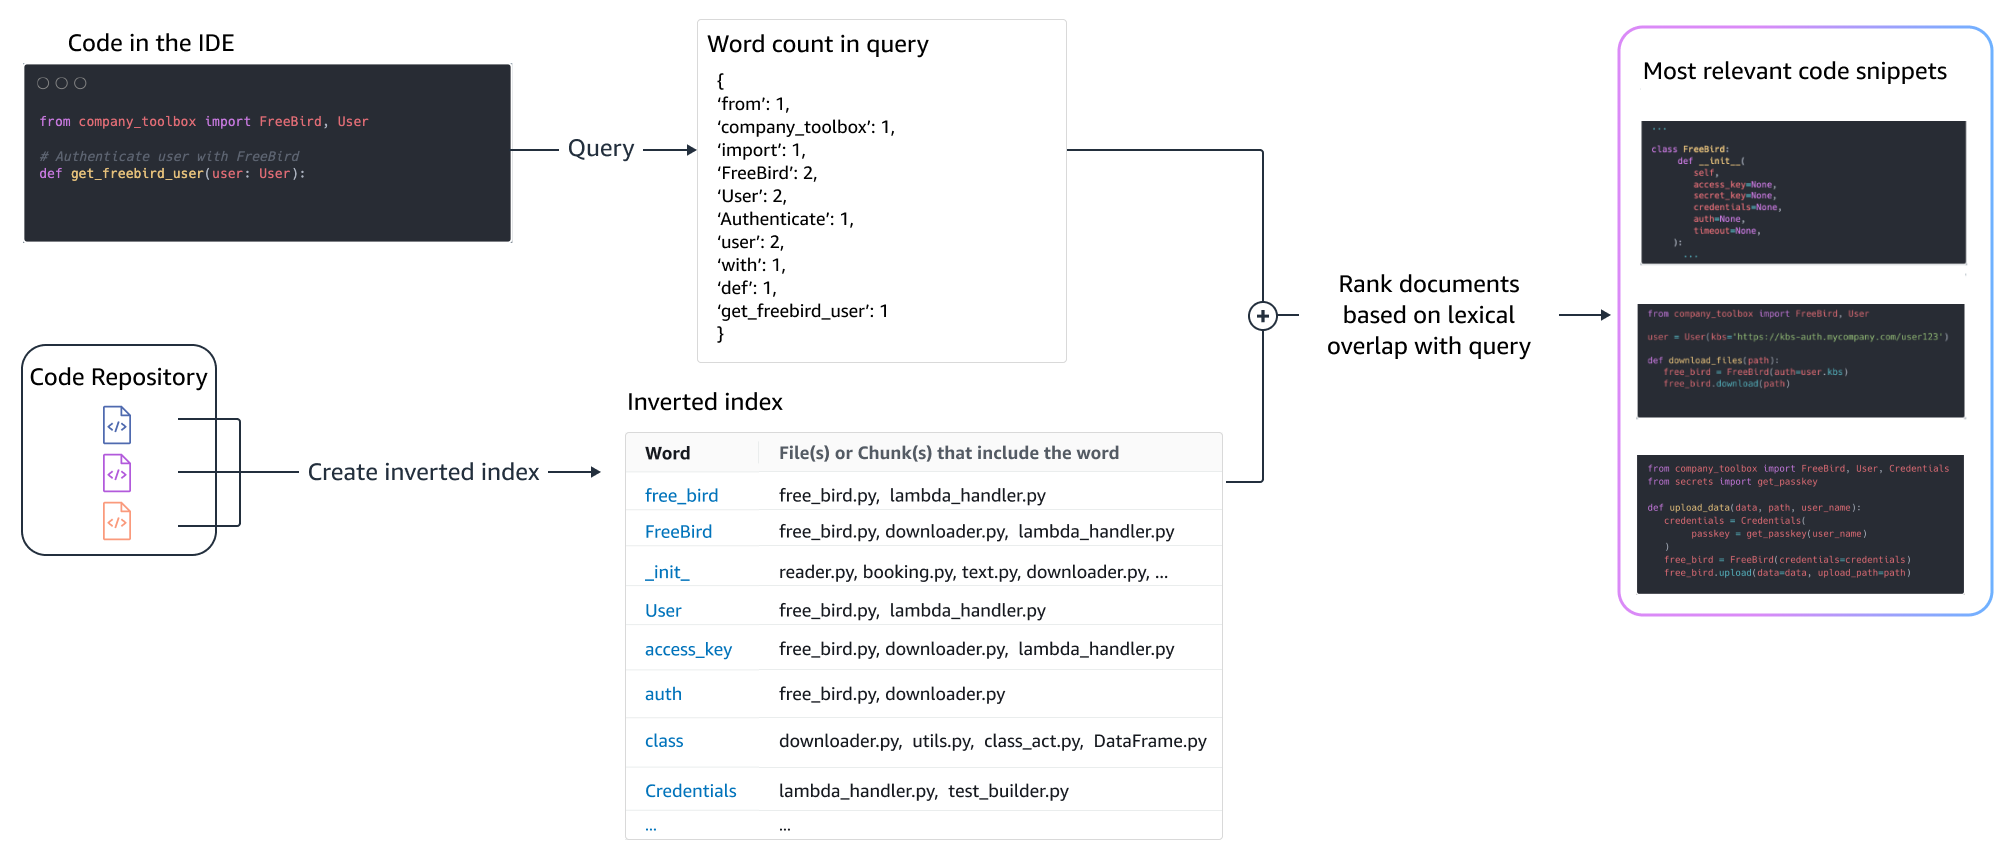 Code in the IDE
from company_toolbox import FreeBird, User
# Authenticate user with FreeBird
def get_freebird_user(user: User):
Query
Word count in query
{
‘from’: 1,
‘company_toolbox’: 1,
‘import’: 1,
‘FreeBird’: 2,
‘User’: 2,
‘Authenticate’: 1,
‘user’: 2,
‘with’: 1,
‘def’: 1,
‘get_freebird_user’: 1
}
Code Repository
</>
</>
</>
Create inverted index
Inverted index
Word File(s) or Chunk(s) that include the word
free_bird free_bird.py, lambda_handler.py
FreeBird free_bird.py, downloader.py, lambda_handler.py
_init_ reader.py, booking.py, text.py, downloader.py, ...
User free_bird.py, lambda_handler.py
access_key free_bird.py, downloader.py, lambda_handler.py
auth free_bird.py, downloader.py
class downloader.py, utils.py, class_act.py, DataFrame.py
Credentials lambda_handler.py, test_builder.py
... ...
+
Rank documents
based on lexical
overlap with query
Most relevant code snippets
...
class FreeBird:
def __init__(
self,
access_key=None,
secret_key=None,
credentials=None,
auth=None,
timeout=None,
):
...
from company_toolbox import FreeBird, User
user = User(kbs='https://kbs-auth.mycompany.com/user123')
def download_files(path):
free_bird = FreeBird(auth=user.kbs)
free_bird.download(path)
from company_toolbox import FreeBird, User, Credentials
from secrets import get_passkey
def upload_data(data, path, user_name):
credentials = Credentials(
passkey = get_passkey(user_name)
)
free_bird = FreeBird(credentials=credentials)
free_bird.upload(data=data, upload_path=path)